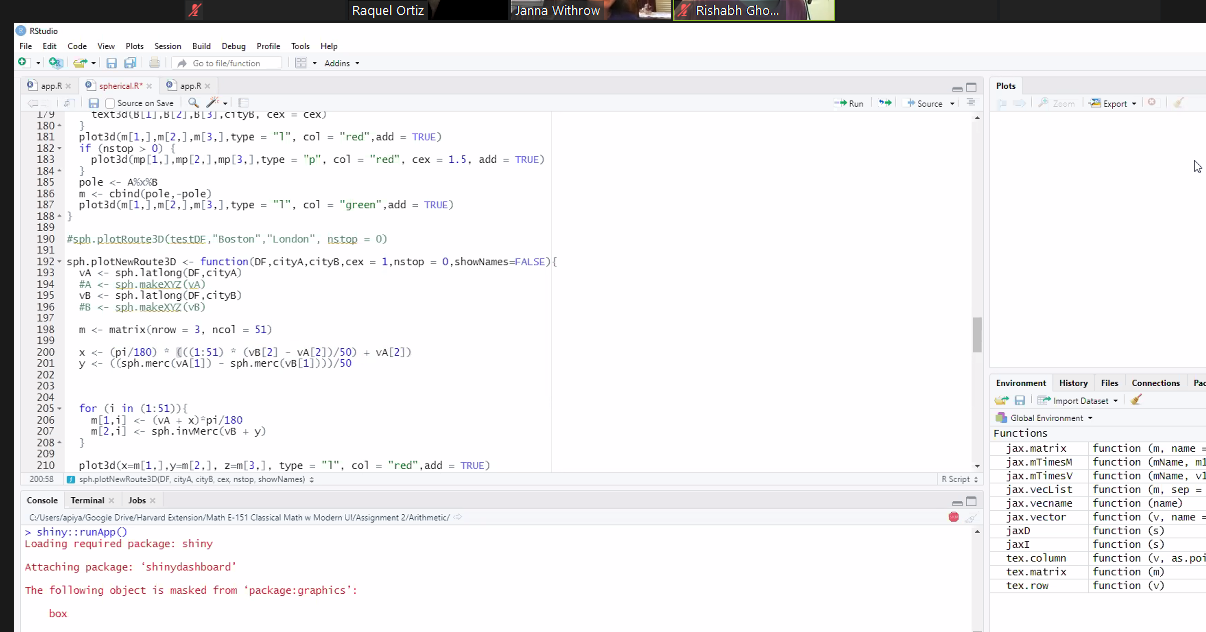 Raquel Ortiz Janna Withrow Rishabh Gho...
RStudio
File Edit Code View Plots Session Build Debug Profile Tools Help
Go to file/function Addins
app.R spherical.R* app.R
Source on Save Run Source
179 text3d(B[1],B[2],B[3],cityB, cex = cex)
180 }
181 plot3d(m[1,],m[2,],m[3,],type = "l", col = "red",add = TRUE)
182 if (nstop > 0) {
183 plot3d(mp[1,],mp[2,],mp[3,],type = "p", col = "red", cex = 1.5, add = TRUE)
184 }
185 pole <- A%x%B
186 m <- cbind(pole,-pole)
187 plot3d(m[1,],m[2,],m[3,],type = "l", col = "green",add = TRUE)
188 }
189
190 #sph.plotRoute3D(testDF,"Boston","London", nstop = 0)
191
192 sph.plotNewRoute3D <- function(DF,cityA,cityB,cex = 1,nstop = 0,showNames=FALSE){
193 vA <- sph.latlong(DF,cityA)
194 #A <- sph.makeXYZ(vA)
195 vB <- sph.latlong(DF,cityB)
196 #B <- sph.makeXYZ(vB)
197
198 m <- matrix(nrow = 3, ncol = 51)
199
200 x <- (pi/180) * (((1:51) * (vB[2] - vA[2])/50) + vA[2])
201 y <- ((sph.merc(vA[1]) - sph.merc(vB[1])))/50
202
203
204
205 for (i in (1:51)){
206 m[1,i] <- (vA + x)*pi/180
207 m[2,i] <- sph.invMerc(vB + y)
208 }
209
210 plot3d(x=m[1,],y=m[2,], z=m[3,], type = "l", col = "red",add = TRUE)
200:58 sph.plotNewRoute3D(DF, cityA, cityB, cex, nstop, showNames) R Script
Console Terminal Jobs
C:/Users/apiya/Google Drive/Harvard Extension/Math E-151 Classical Math w Modern UI/Assignment 2/Arithmetic/
> shiny::runApp()
Loading required package: shiny
Attaching package: ‘shinydashboard’
The following object is masked from ‘package:graphics’:
box
Plots
Zoom Export
Environment History Files Connections Pac
Import Dataset
Global Environment
Functions
jax.matrix function (m, name =
jax.mTimesM function (mName, m1
jax.mTimesV function (mName, v1
jax.vecList function (m, sep =
jax.vecname function (name)
jax.vector function (v, name =
jaxD function (s)
jaxI function (s)
tex.column function (v, as.poi
tex.matrix function (m)
tex.row function (v)